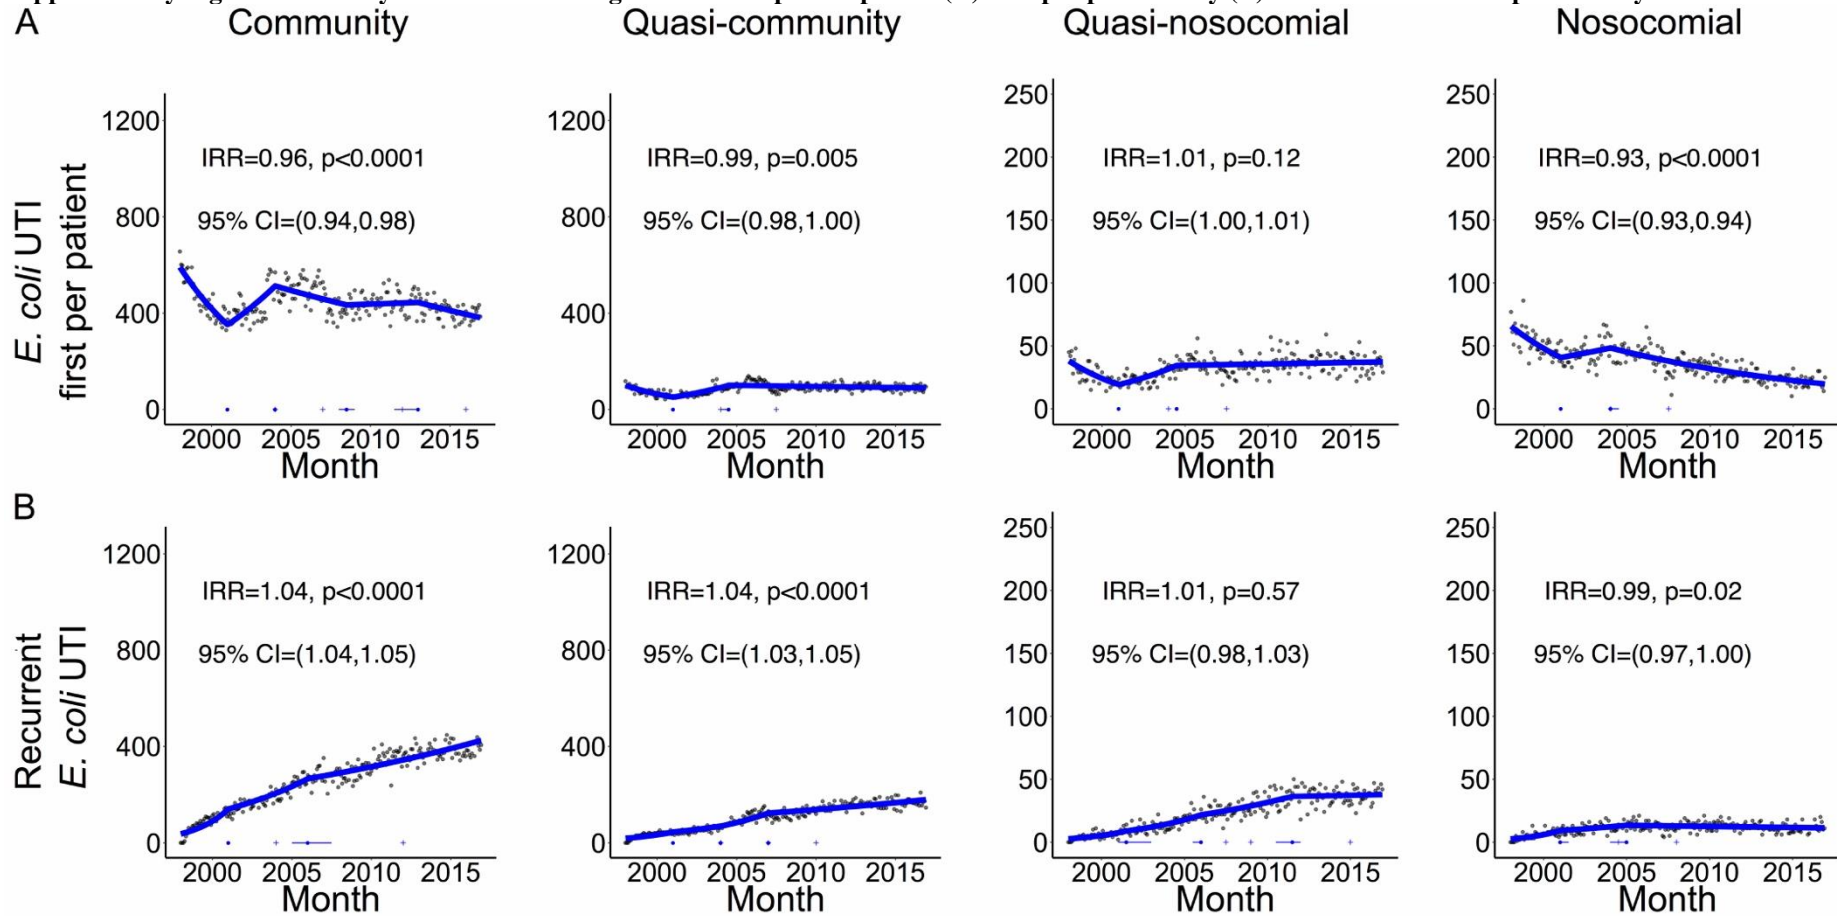 A
Community
Quasi-community
Quasi-nosocomial
Nosocomial
E. coli UTI
first per patient
1200
800
400
0
IRR=0.96, p<0.0001
95% CI=(0.94,0.98)
2000 2005 2010 2015
Month
1200
800
400
0
IRR=0.99, p=0.005
95% CI=(0.98,1.00)
2000 2005 2010 2015
Month
250
200
150
100
50
0
IRR=1.01, p=0.12
95% CI=(1.00,1.01)
2000 2005 2010 2015
Month
250
200
150
100
50
0
IRR=0.93, p<0.0001
95% CI=(0.93,0.94)
2000 2005 2010 2015
Month
B
Recurrent
E. coli UTI
1200
800
400
0
IRR=1.04, p<0.0001
95% CI=(1.04,1.05)
2000 2005 2010 2015
Month
1200
800
400
0
IRR=1.04, p<0.0001
95% CI=(1.03,1.05)
2000 2005 2010 2015
Month
250
200
150
100
50
0
IRR=1.01, p=0.57
95% CI=(0.98,1.03)
2000 2005 2010 2015
Month
250
200
150
100
50
0
IRR=0.99, p=0.02
95% CI=(0.97,1.00)
2000 2005 2010 2015
Month